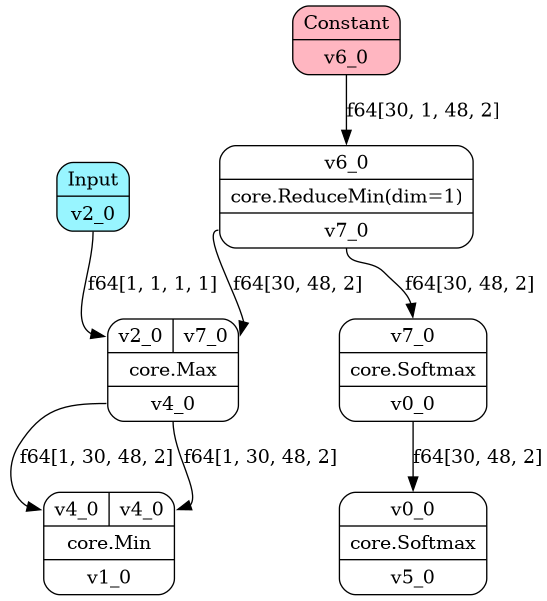 Constant
v6_0
f64[30, 1, 48, 2]
v6_0
core.ReduceMin(dim=1)
v7_0
Input
v2_0
f64[1, 1, 1, 1]
f64[30, 48, 2]
f64[30, 48, 2]
v2_0 v7_0
core.Max
v4_0
v7_0
core.Softmax
v0_0
f64[1, 30, 48, 2]
f64[1, 30, 48, 2]
f64[30, 48, 2]
v4_0 v4_0
core.Min
v1_0
v0_0
core.Softmax
v5_0